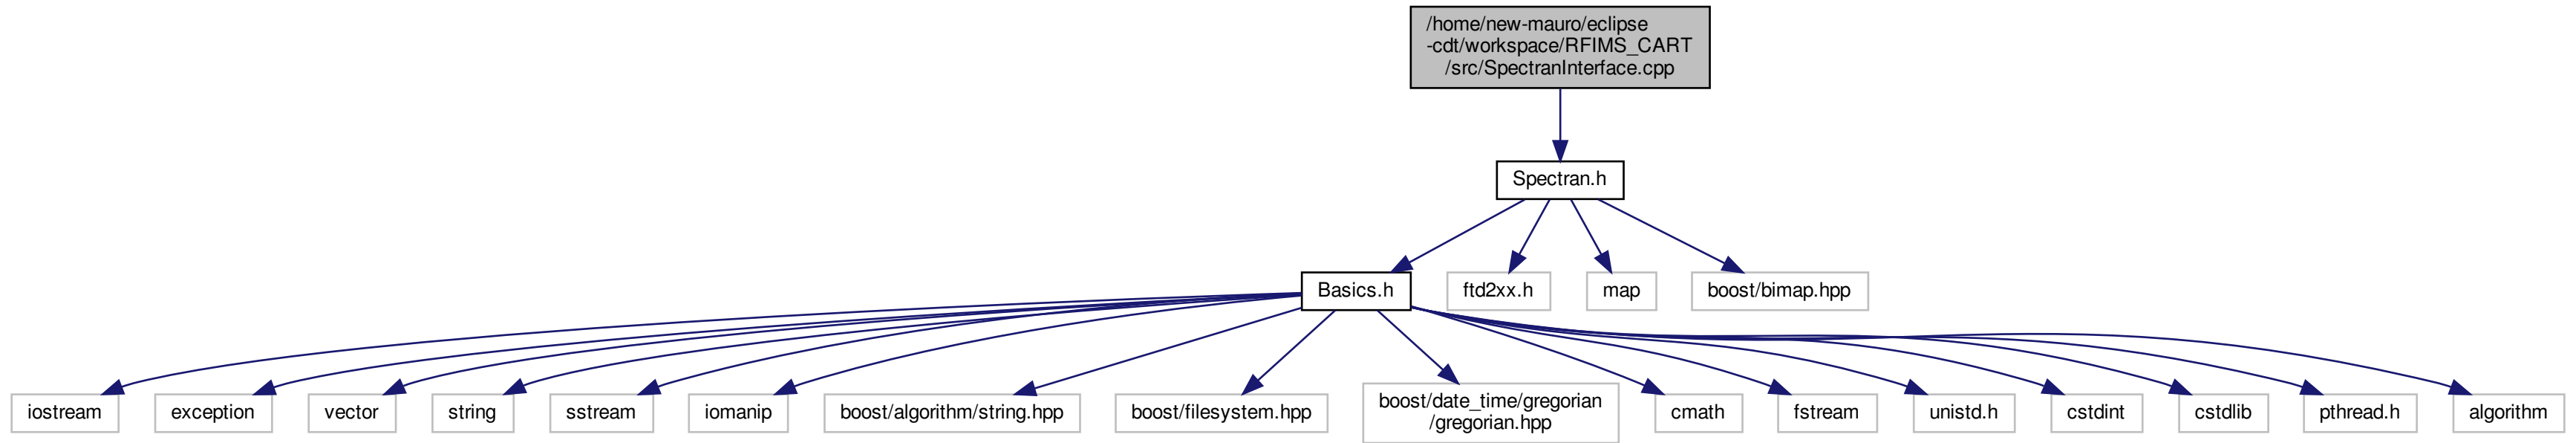 /home/new-mauro/eclipse
-cdt/workspace/RFIMS_CART
/src/SpectranInterface.cpp
Spectran.h
Basics.h
ftd2xx.h
map
boost/bimap.hpp
iostream
exception
vector
string
sstream
iomanip
boost/algorithm/string.hpp
boost/filesystem.hpp
boost/date_time/gregorian
/gregorian.hpp
cmath
fstream
unistd.h
cstdint
cstdlib
pthread.h
algorithm